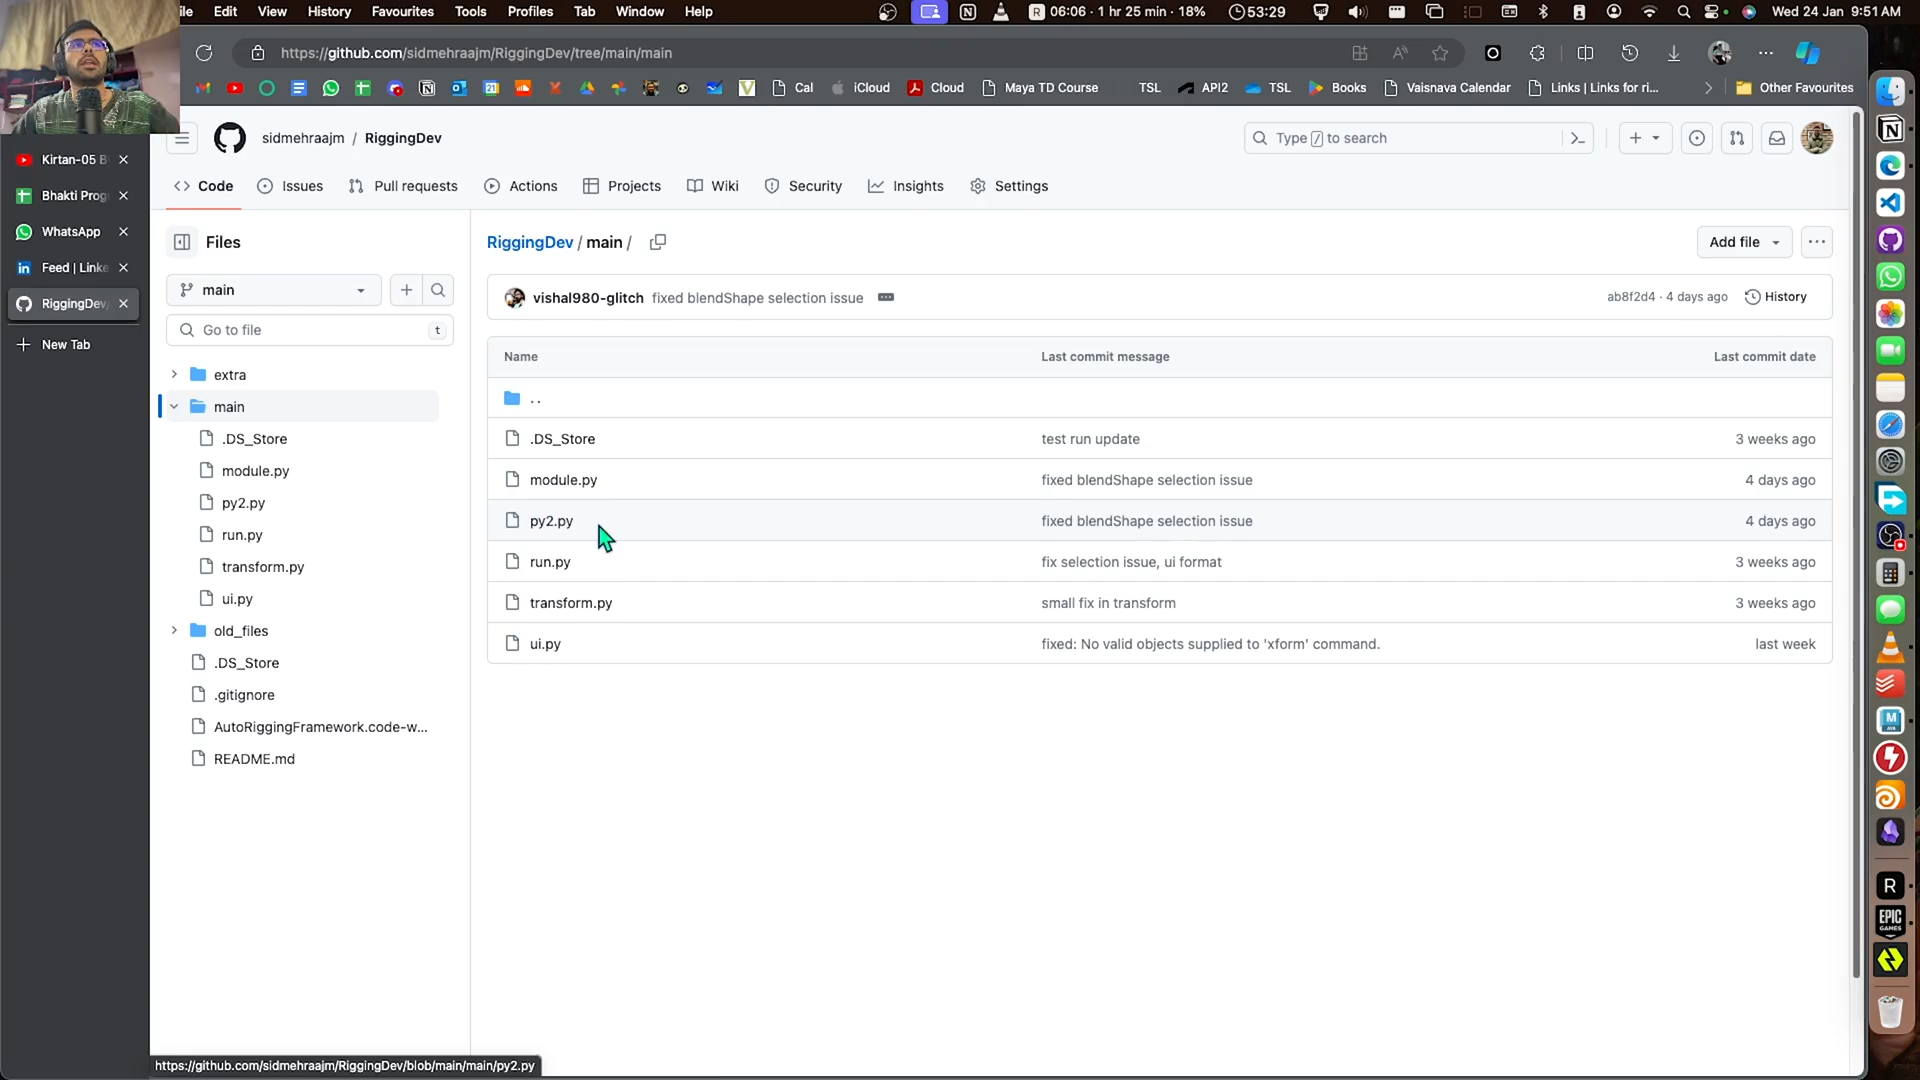 ile Edit View History Favourites Tools Profiles Tab Window Help
R 06:06 · 1 hr 25 min · 18% 53:29 Wed 24 Jan 9:51 AM
https://github.com/sidmehraajm/RiggingDev/tree/main/main
Cal iCloud Cloud Maya TD Course TSL API2 TSL Books Vaisnava Calendar Links | Links for ri... Other Favourites
sidmehraajm / RiggingDev
Type / to search
Code Issues Pull requests Actions Projects Wiki Security Insights Settings
Kirtan-05 B
Bhakti Prog
WhatsApp
Feed | Linke
RiggingDev
New Tab
Files
main
Go to file t
extra
main
.DS_Store
module.py
py2.py
run.py
transform.py
ui.py
old_files
.DS_Store
.gitignore
AutoRiggingFramework.code-w...
README.md
RiggingDev / main /
Add file
vishal980-glitch fixed blendShape selection issue ab8f2d4 · 4 days ago History
Name Last commit message Last commit date
..
.DS_Store test run update 3 weeks ago
module.py fixed blendShape selection issue 4 days ago
py2.py fixed blendShape selection issue 4 days ago
run.py fix selection issue, ui format 3 weeks ago
transform.py small fix in transform 3 weeks ago
ui.py fixed: No valid objects supplied to 'xform' command. last week
https://github.com/sidmehraajm/RiggingDev/blob/main/main/py2.py
R
EPIC
GAMES